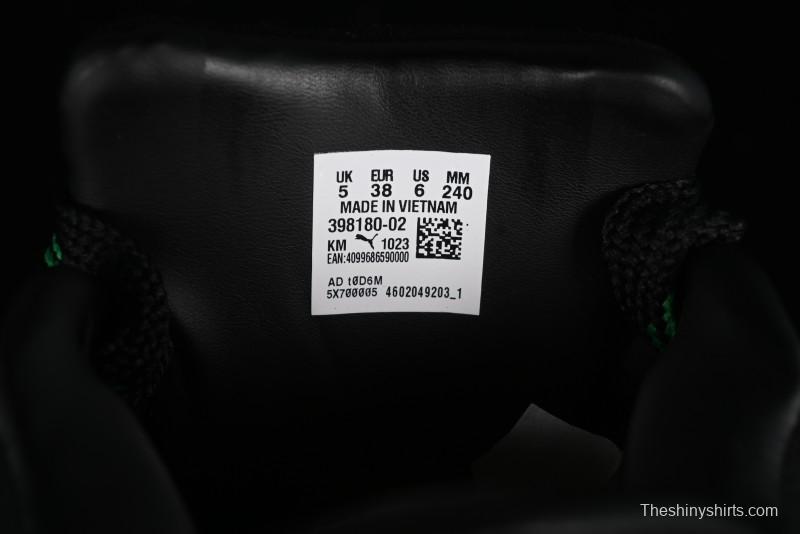 UK EUR US MM
5 38 6 240
MADE IN VIETNAM
398180-02
KM 1023
EAN:4099686590000
AD t0D6M
5X700005 4602049203_1
Theshinyshirts.com